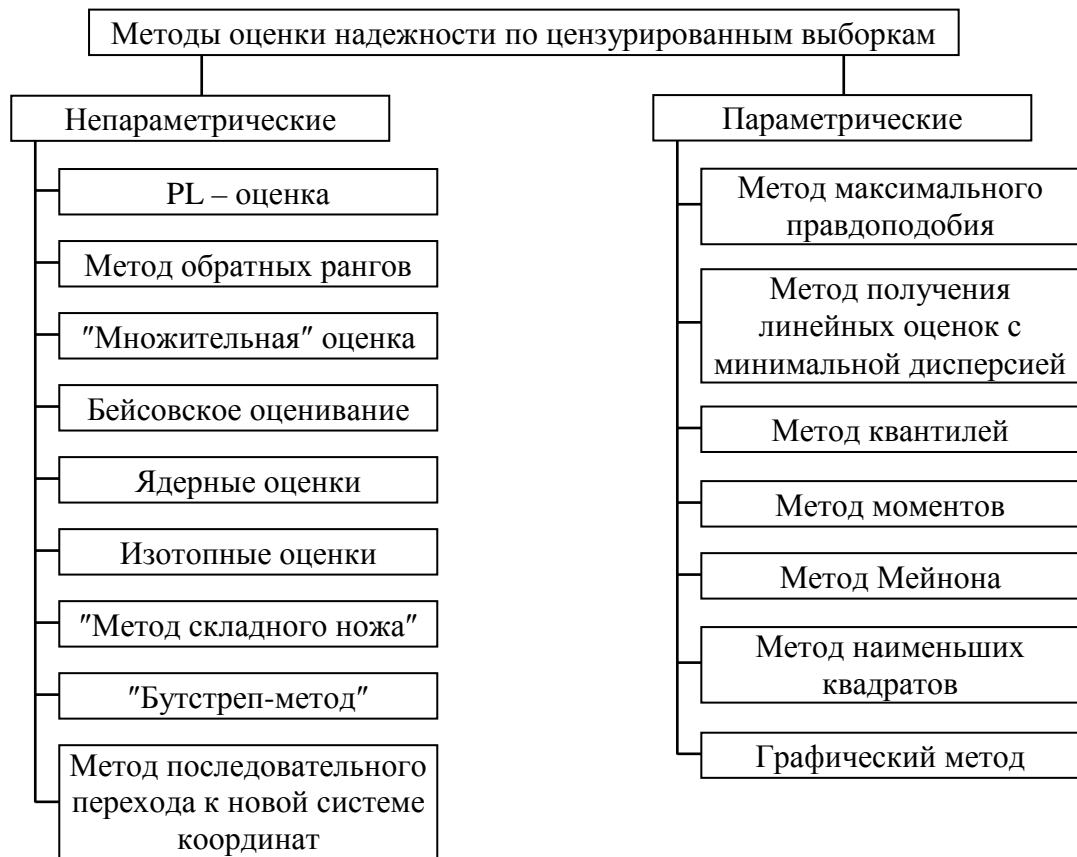 Методы оценки надежности по цензурированным выборкам
Непараметрические
PL – оценка
Метод обратных рангов
"Множительная" оценка
Бейсовское оценивание
Ядерные оценки
Изотопные оценки
"Метод складного ножа"
"Бутстреп-метод"
Метод последовательного
перехода к новой системе
координат
Параметрические
Метод максимального
правдоподобия
Метод получения
линейных оценок с
минимальной дисперсией
Метод квантилей
Метод моментов
Метод Мейнона
Метод наименьших
квадратов
Графический метод